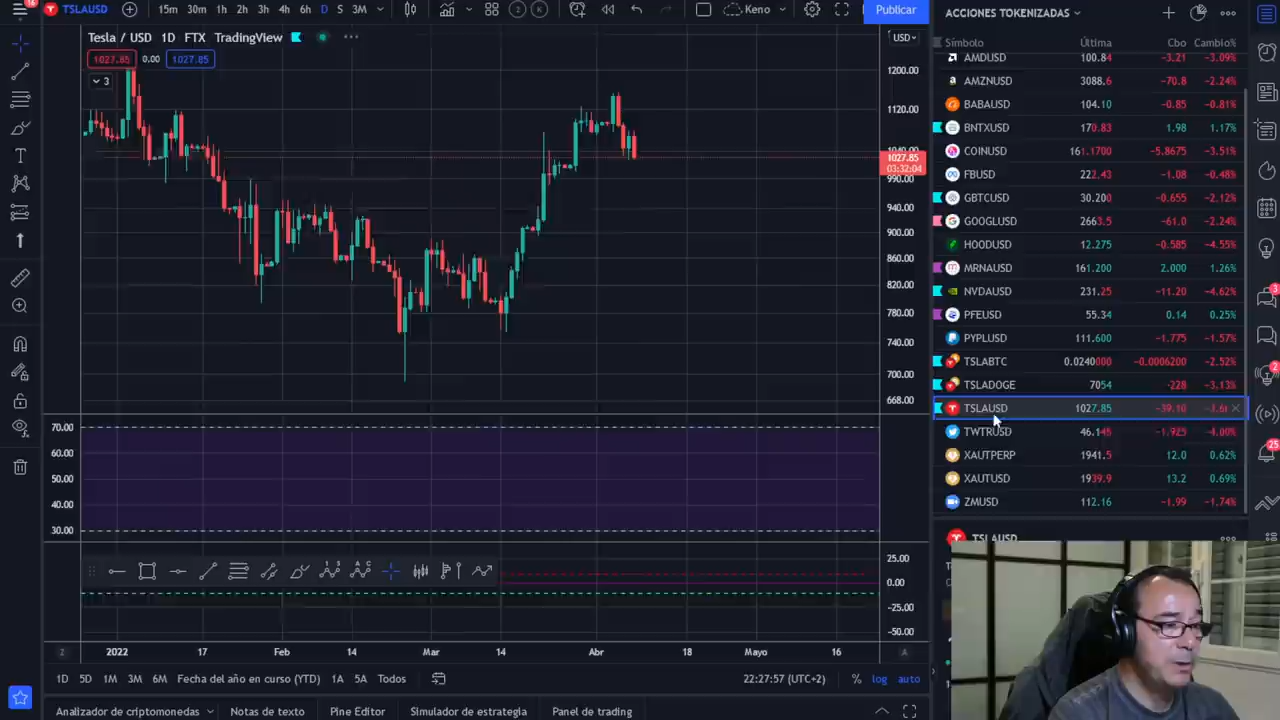 16
TSLAUSD
15m 30m 1h 2h 3h 4h 6h D S 3M
Keno
Publicar
Tesla / USD 1D FTX TradingView
1027.85 0.00 1027.85
3
USD
1200.00
1120.00
1040.00
1027.85
03:32:04
990.00
940.00
900.00
860.00
820.00
780.00
740.00
700.00
668.00
70.00
60.00
50.00
40.00
30.00
25.00
0.00
-25.00
-50.00
Z 2022 17 Feb 14 Mar 14 Abr 18 Mayo 16 A
1D 5D 1M 3M 6M Fecha del año en curso (YTD) 1A 5A Todos
22:27:57 (UTC+2) % log auto
Analizador de criptomonedas Notas de texto Pine Editor Simulador de estrategia Panel de trading
ACCIONES TOKENIZADAS
Símbolo Última Cbo Cambio%
AMDUSD 100.84 −3.21 −3.09%
AMZNUSD 3088.6 −70.8 −2.24%
BABAUSD 104.10 −0.85 −0.81%
BNTXUSD 170.83 1.98 1.17%
COINUSD 161.1700 −5.8675 −3.51%
FBUSD 222.43 −1.08 −0.48%
GBTCUSD 30.200 −0.655 −2.12%
GOOGLUSD 2663.5 −61.0 −2.24%
HOODUSD 12.275 −0.585 −4.55%
MRNAUSD 161.200 2.000 1.26%
NVDAUSD 231.25 −11.20 −4.62%
PFEUSD 55.34 0.14 0.25%
PYPLUSD 111.600 −1.775 −1.57%
TSLABTC 0.0240000 −0.0006200 −2.52%
TSLADOGE 7054 −228 −3.13%
TSLAUSD 1027.85 −39.10
TWTRUSD 46.145 −1.925 −4.00%
XAUTPERP 1941.5 12.0 0.62%
XAUTUSD 1939.9 13.2 0.69%
ZMUSD 112.16 −1.99 −1.74%
TSLAUSD
3
2
25